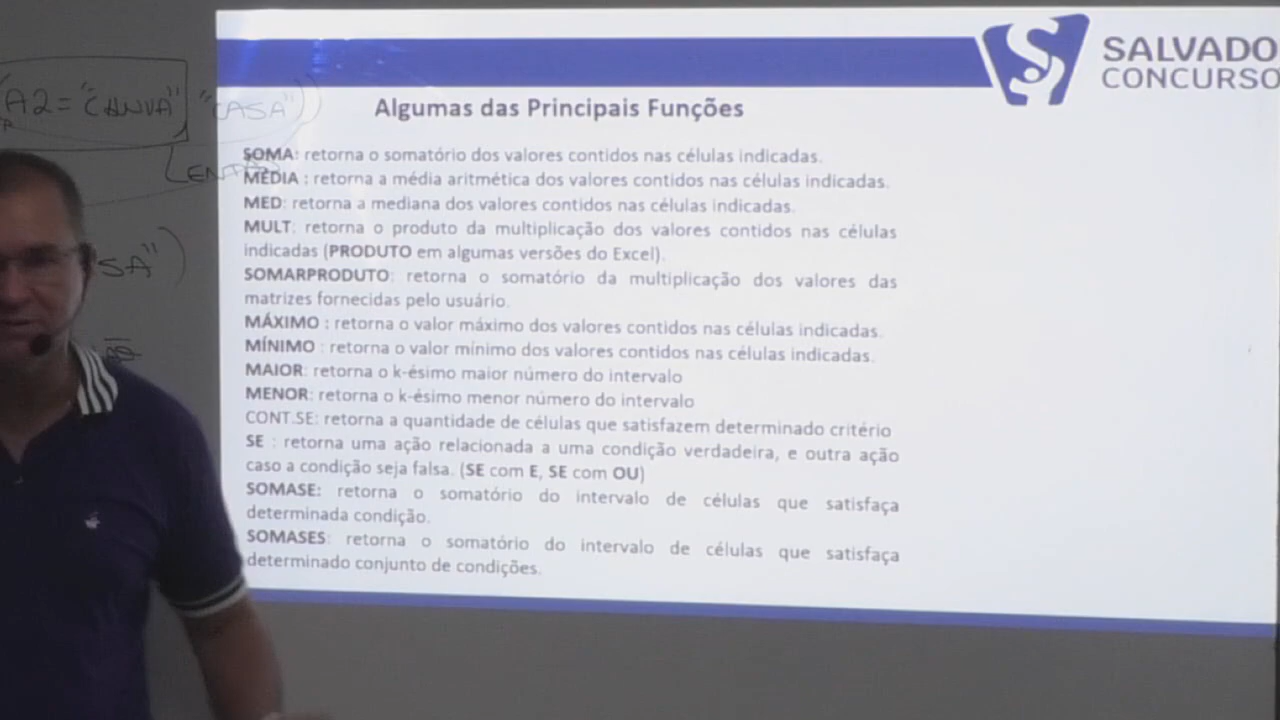 SALVADO
CONCURSO
A2="CHUVA" "CASA"))
ENTÃO
SA")
Algumas das Principais Funções
SOMA: retorna o somatório dos valores contidos nas células indicadas.
MÉDIA : retorna a média aritmética dos valores contidos nas células indicadas.
MED: retorna a mediana dos valores contidos nas células indicadas.
MULT: retorna o produto da multiplicação dos valores contidos nas células
indicadas (PRODUTO em algumas versões do Excel).
SOMARPRODUTO: retorna o somatório da multiplicação dos valores das
matrizes fornecidas pelo usuário.
MÁXIMO : retorna o valor máximo dos valores contidos nas células indicadas.
MÍNIMO : retorna o valor mínimo dos valores contidos nas células indicadas.
MAIOR: retorna o k-ésimo maior número do intervalo
MENOR: retorna o k-ésimo menor número do intervalo
CONT.SE: retorna a quantidade de células que satisfazem determinado critério
SE : retorna uma ação relacionada a uma condição verdadeira, e outra ação
caso a condição seja falsa. (SE com E, SE com OU)
SOMASE: retorna o somatório do intervalo de células que satisfaça
determinada condição.
SOMASES: retorna o somatório do intervalo de células que satisfaça
determinado conjunto de condições.